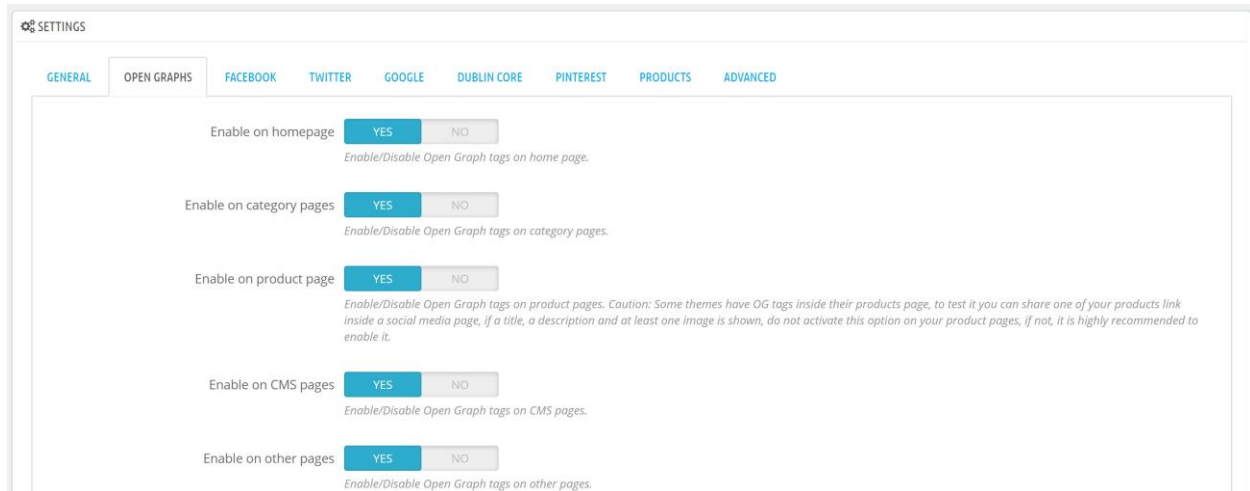 SETTINGS
GENERAL OPEN GRAPHS FACEBOOK TWITTER GOOGLE DUBLIN CORE PINTEREST PRODUCTS ADVANCED
Enable on homepage YES NO
Enable/Disable Open Graph tags on home page.
Enable on category pages YES NO
Enable/Disable Open Graph tags on category pages.
Enable on product page YES NO
Enable/Disable Open Graph tags on product pages. Caution: Some themes have OG tags inside their products page, to test it you can share one of your products link
inside a social media page, if a title, a description and at least one image is shown, do not activate this option on your product pages, if not, it is highly recommended to
enable it.
Enable on CMS pages YES NO
Enable/Disable Open Graph tags on CMS pages.
Enable on other pages YES NO
Enable/Disable Open Graph tags on other pages.